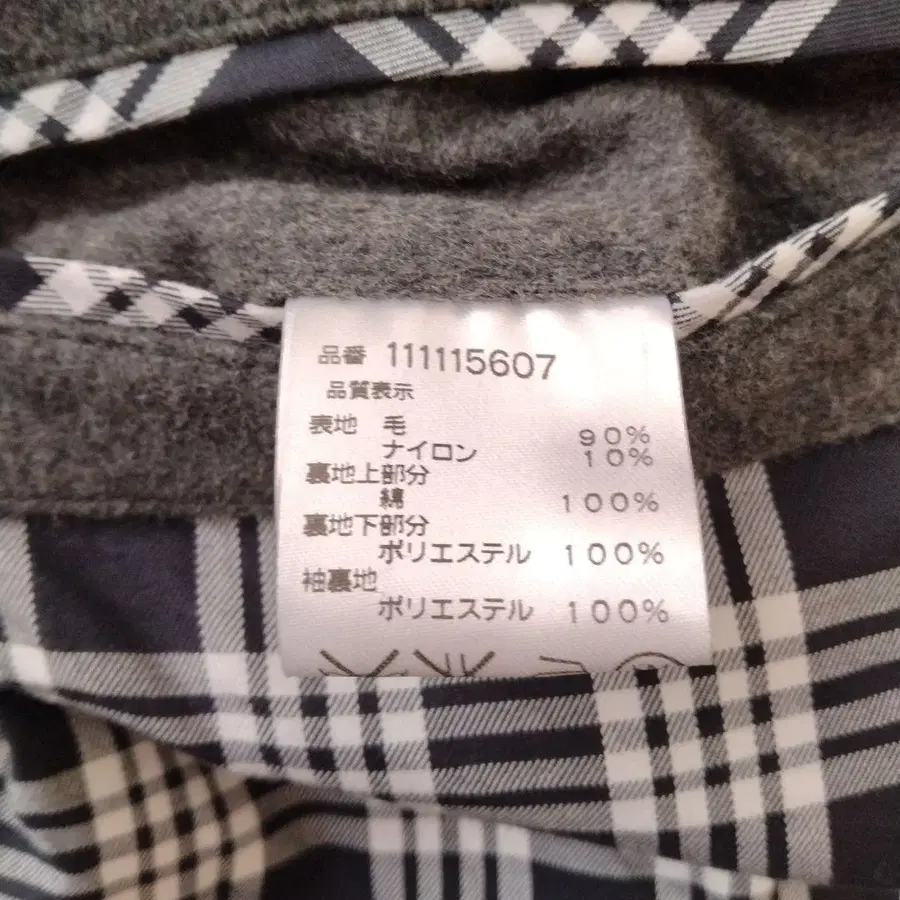 品番 111115607
品質表示
表地 毛 90%
ナイロン 10%
裏地上部分
綿 100%
裏地下部分
ポリエステル 100%
袖裏地
ポリエステル 100%